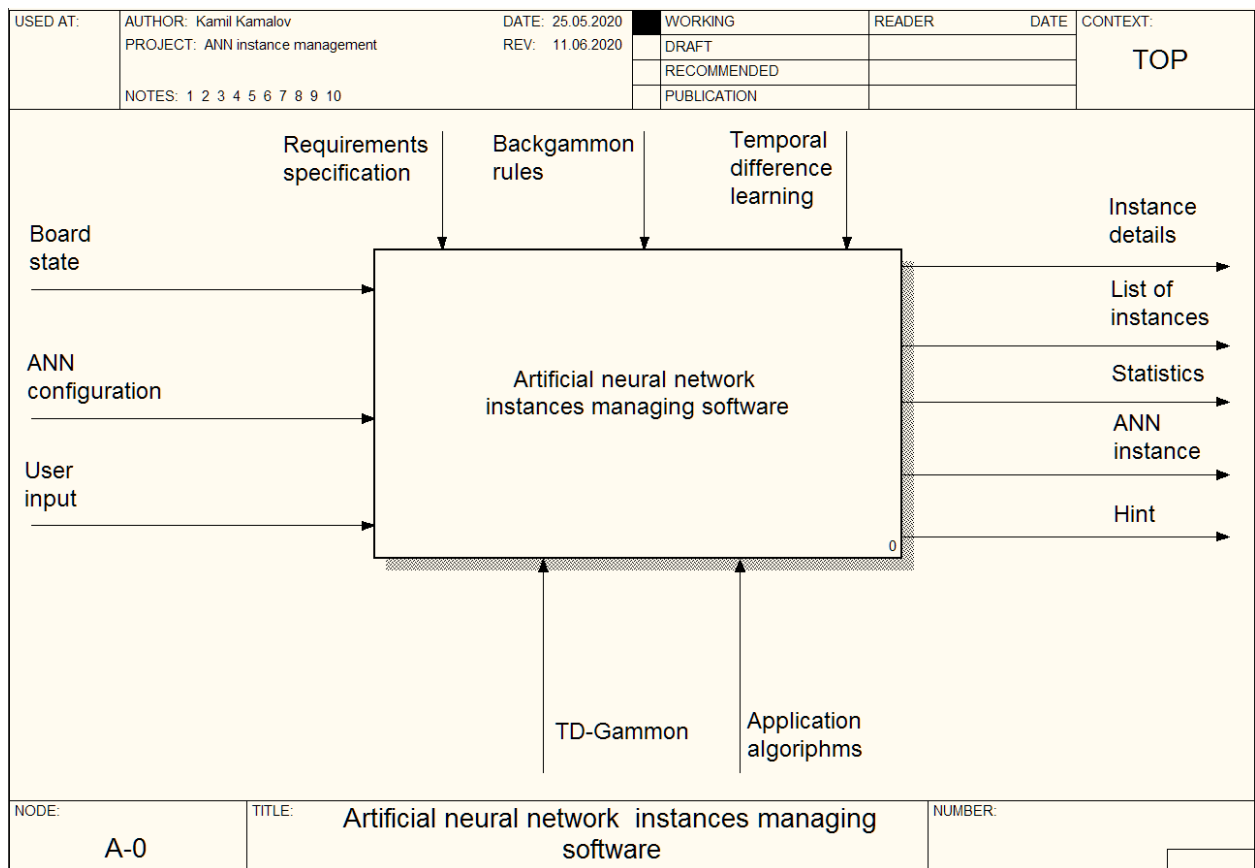 USED AT:
AUTHOR: Kamil Kamalov
DATE: 25.05.2020
WORKING
READER
DATE
CONTEXT:
PROJECT: ANN instance management
REV: 11.06.2020
DRAFT
TOP
RECOMMENDED
NOTES: 1 2 3 4 5 6 7 8 9 10
PUBLICATION
Requirements
specification
Backgammon
rules
Temporal
difference
learning
Board
state
ANN
configuration
User
input
Artificial neural network
instances managing software
0
Instance
details
List of
instances
Statistics
ANN
instance
Hint
TD-Gammon
Application
algoriphms
NODE:
A-0
TITLE:
Artificial neural network instances managing
software
NUMBER: